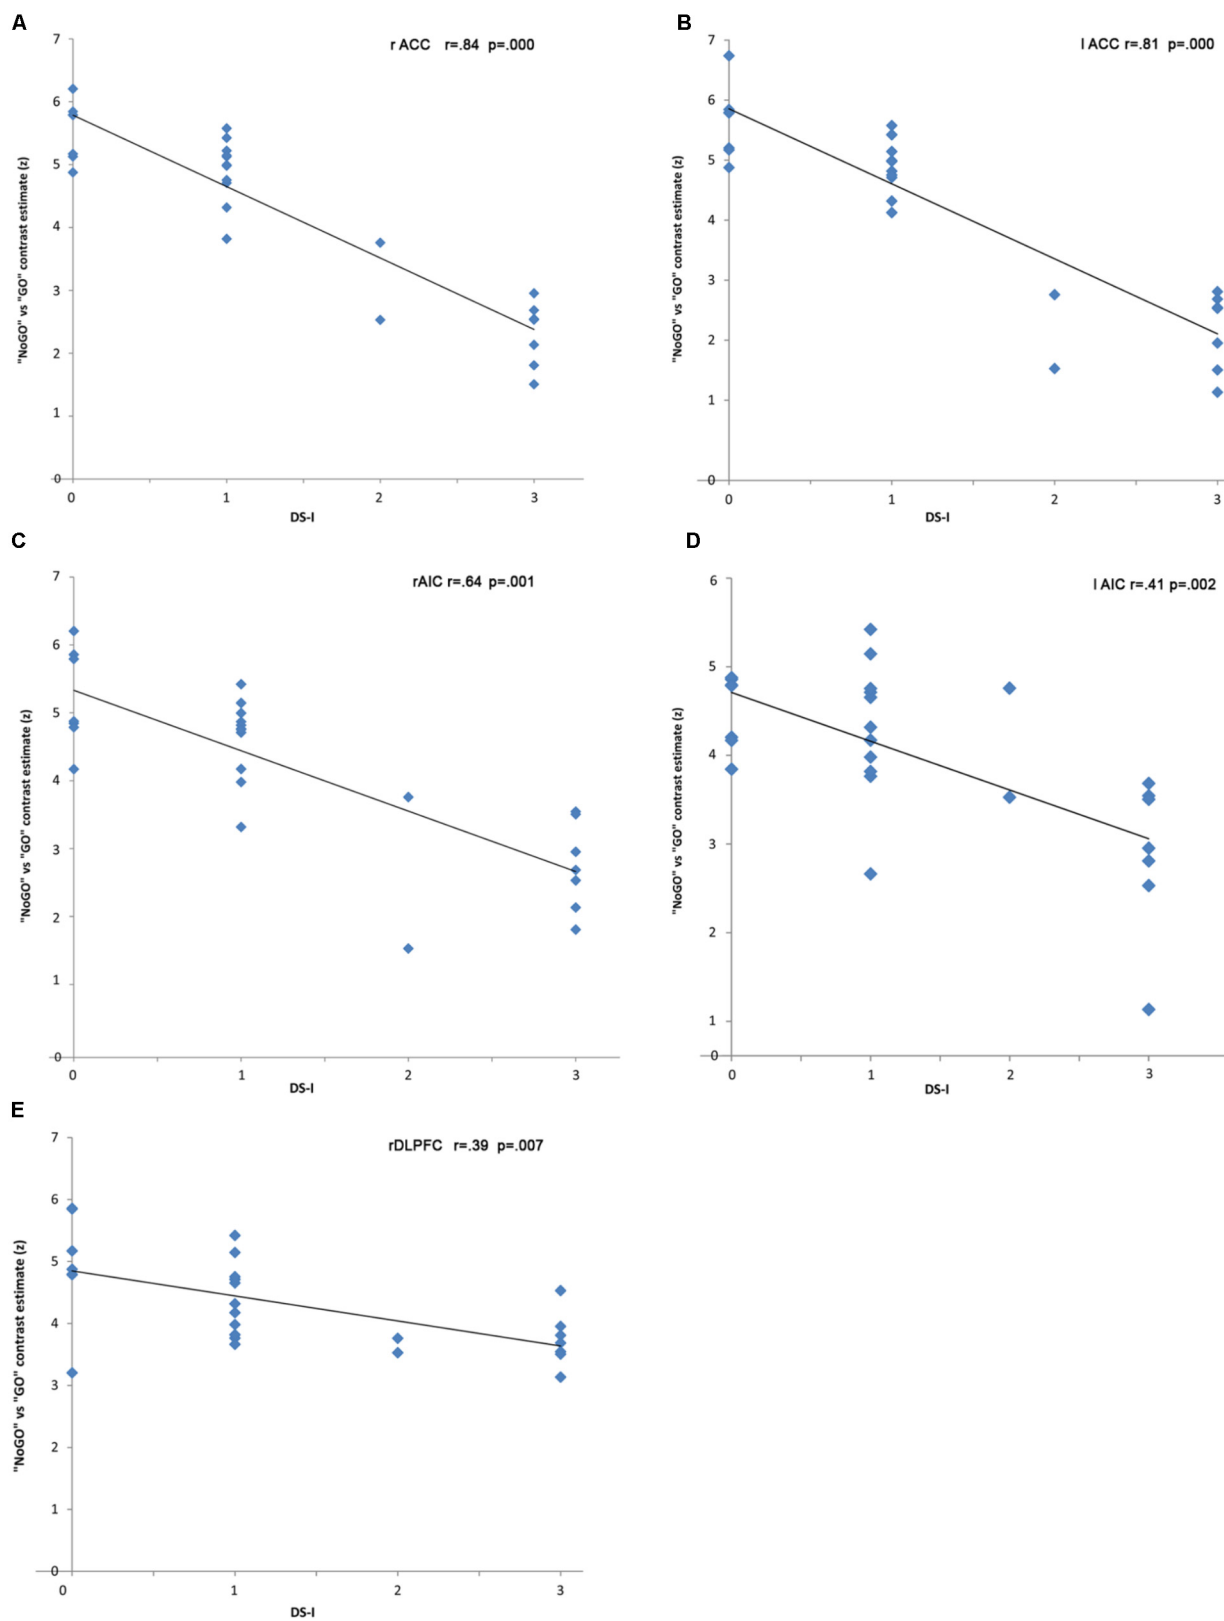 A
r ACC r=.84 p=.000
7
6
5
4
3
2
1
0
"NoGO" vs "GO" contrast estimate (z)
0 1 2 3
DS-I
B
l ACC r=.81 p=.000
7
6
5
4
3
2
1
0
"NoGO" vs "GO" contrast estimate (z)
0 1 2 3
DS-I
C
rAIC r=.64 p=.001
7
6
5
4
3
2
1
0
"NoGO" vs "GO" contrast estimate (z)
0 1 2 3
DS-I
D
l AIC r=.41 p=.002
6
5
4
3
2
1
0
"NoGO" vs "GO" contrast estimate (z)
0 1 2 3
DS-I
E
rDLPFC r=.39 p=.007
7
6
5
4
3
2
1
0
"NoGO" vs "GO" contrast estimate (z)
0 1 2 3
DS-I